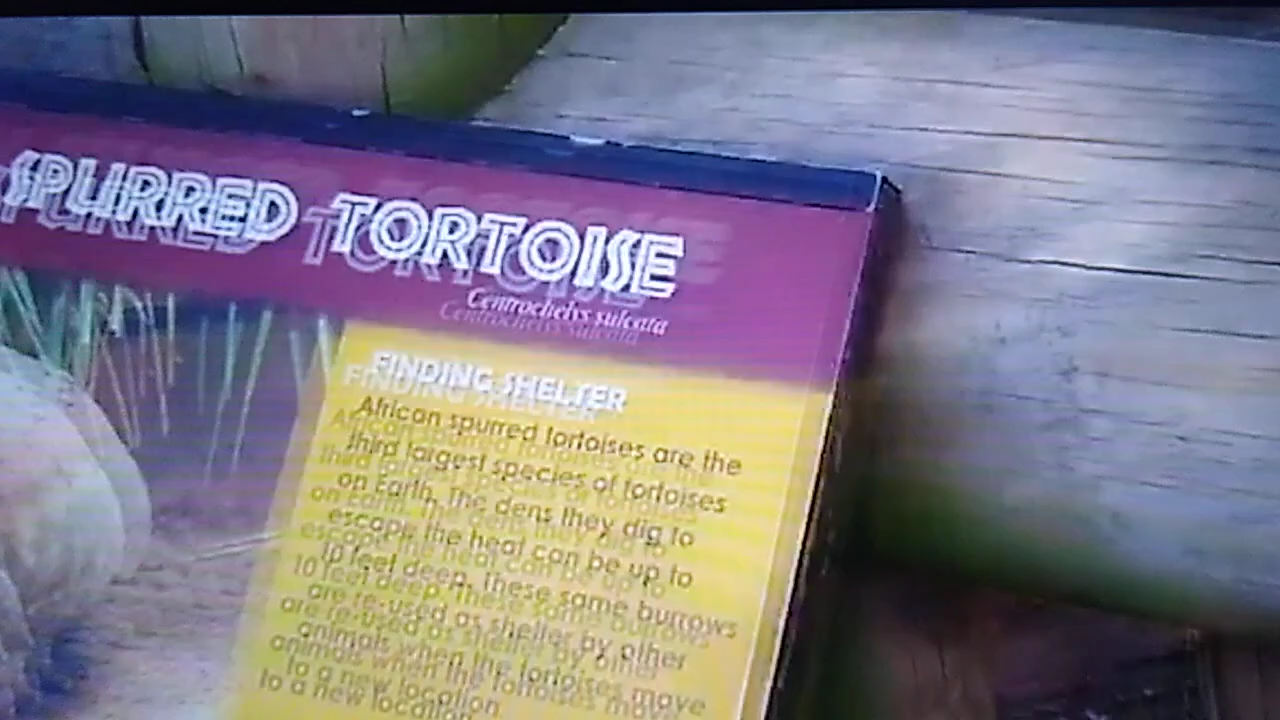 SPURRED TORTOISE
Centrochelys sulcata
FINDING SHELTER
African spurred tortoises are the
third largest species of tortoises
on Earth. The dens they dig to
escape the heat can be up to
10 feet deep. These same burrows
are re-used as shelter by other
animals when the tortoises move
to a new location